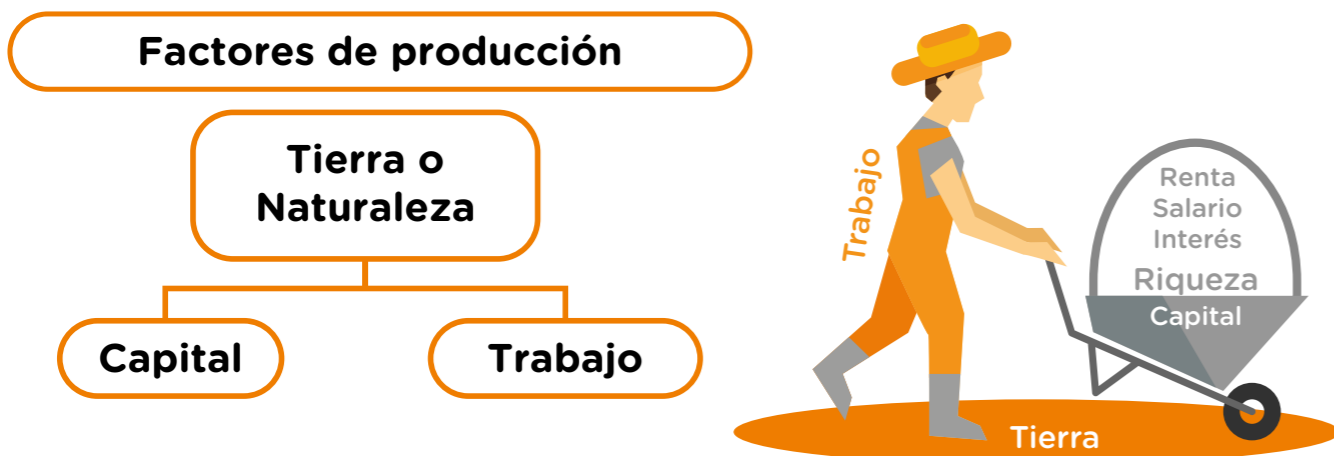 Factores de producción
Tierra o
Naturaleza
Capital
Trabajo
Trabajo
Renta
Salario
Interés
Riqueza
Capital
Tierra